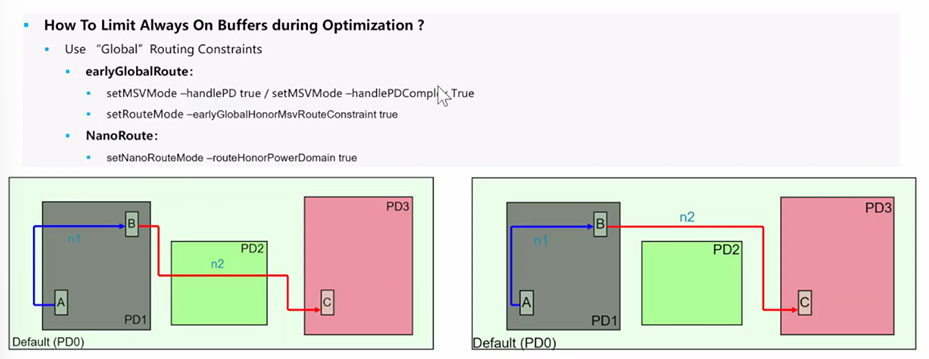 How To Limit Always On Buffers during Optimization ?
Use “Global” Routing Constraints
earlyGlobalRoute:
setMSVMode –handlePD true / setMSVMode –handlePDComple True
setRouteMode –earlyGlobalHonorMsvRouteConstraint true
NanoRoute:
setNanoRouteMode –routeHonorPowerDomain true
PD3
B
n1
PD2
n2
A
C
PD1
Default (PD0)
PD3
B
n2
n1
PD2
A
C
PD1
Default (PD0)